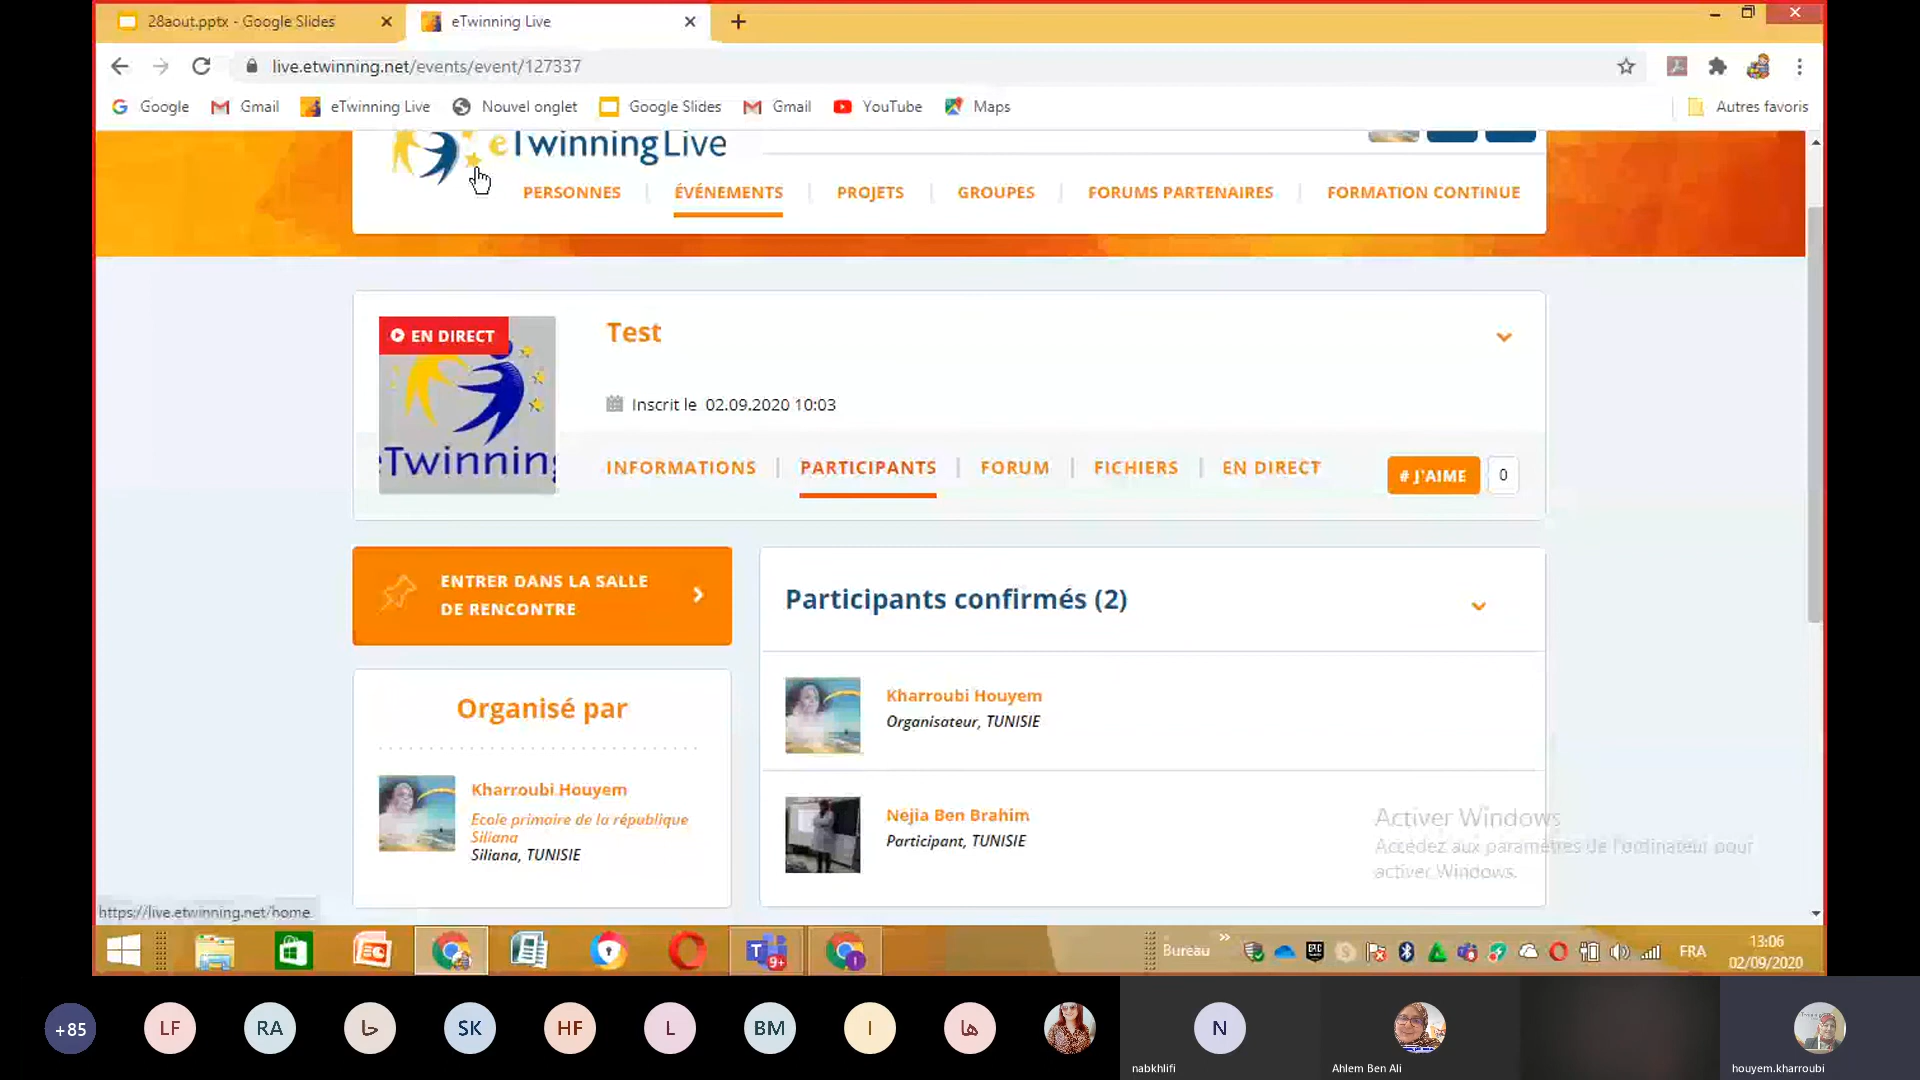 28aout.pptx - Google Slides
eTwinning Live
live.etwinning.net/events/event/127337
Google
Gmail
eTwinning Live
Nouvel onglet
Google Slides
Gmail
YouTube
Maps
Autres favoris
eTwinningLive
PERSONNES
ÉVÉNEMENTS
PROJETS
GROUPES
FORUMS PARTENAIRES
FORMATION CONTINUE
EN DIRECT
eTwinning
Test
Inscrit le 02.09.2020 10:03
INFORMATIONS
PARTICIPANTS
FORUM
FICHIERS
EN DIRECT
# J'AIME
0
ENTRER DANS LA SALLE
DE RENCONTRE
Organisé par
Kharroubi Houyem
Ecole primaire de la république
Siliana
Siliana, TUNISIE
Participants confirmés (2)
Kharroubi Houyem
Organisateur, TUNISIE
Nejia Ben Brahim
Participant, TUNISIE
Activer Windows
Accédez aux paramètres de l'ordinateur pour
activer Windows.
https://live.etwinning.net/home
9+
Bureau
FRA
13:06
02/09/2020
+85
LF
RA
حا
SK
HF
L
BM
I
ها
N
nabkhlifi
Ahlem Ben Ali
houyem.kharroubi